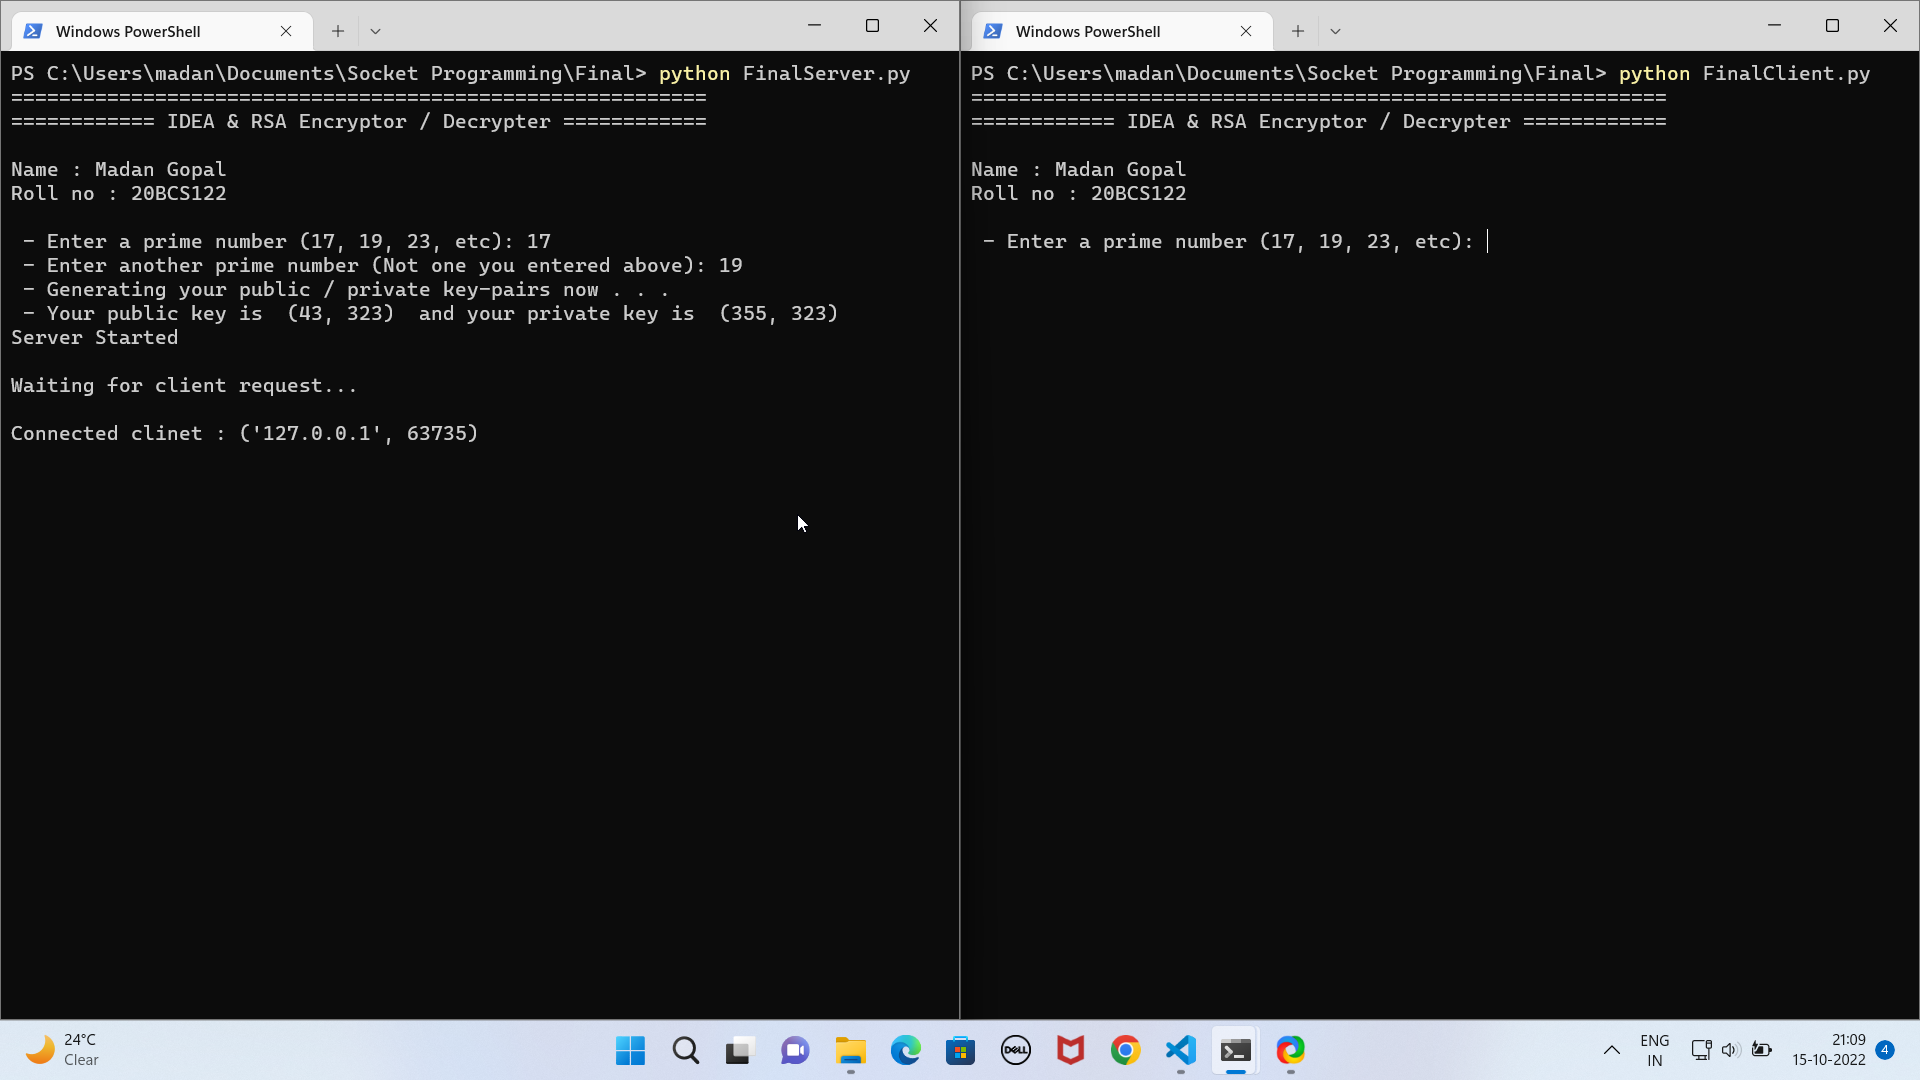 Windows PowerShell
PS C:\Users\madan\Documents\Socket Programming\Final> python FinalServer.py
==========================================================
============ IDEA & RSA Encryptor / Decrypter ============
Name : Madan Gopal
Roll no : 20BCS122
- Enter a prime number (17, 19, 23, etc): 17
- Enter another prime number (Not one you entered above): 19
- Generating your public / private key-pairs now . . .
- Your public key is  (43, 323)  and your private key is  (355, 323)
Server Started
Waiting for client request...
Connected clinet : ('127.0.0.1', 63735)
Windows PowerShell
PS C:\Users\madan\Documents\Socket Programming\Final> python FinalClient.py
==========================================================
============ IDEA & RSA Encryptor / Decrypter ============
Name : Madan Gopal
Roll no : 20BCS122
- Enter a prime number (17, 19, 23, etc):
24°C
Clear
DELL
ENG
IN
21:09
15-10-2022
4